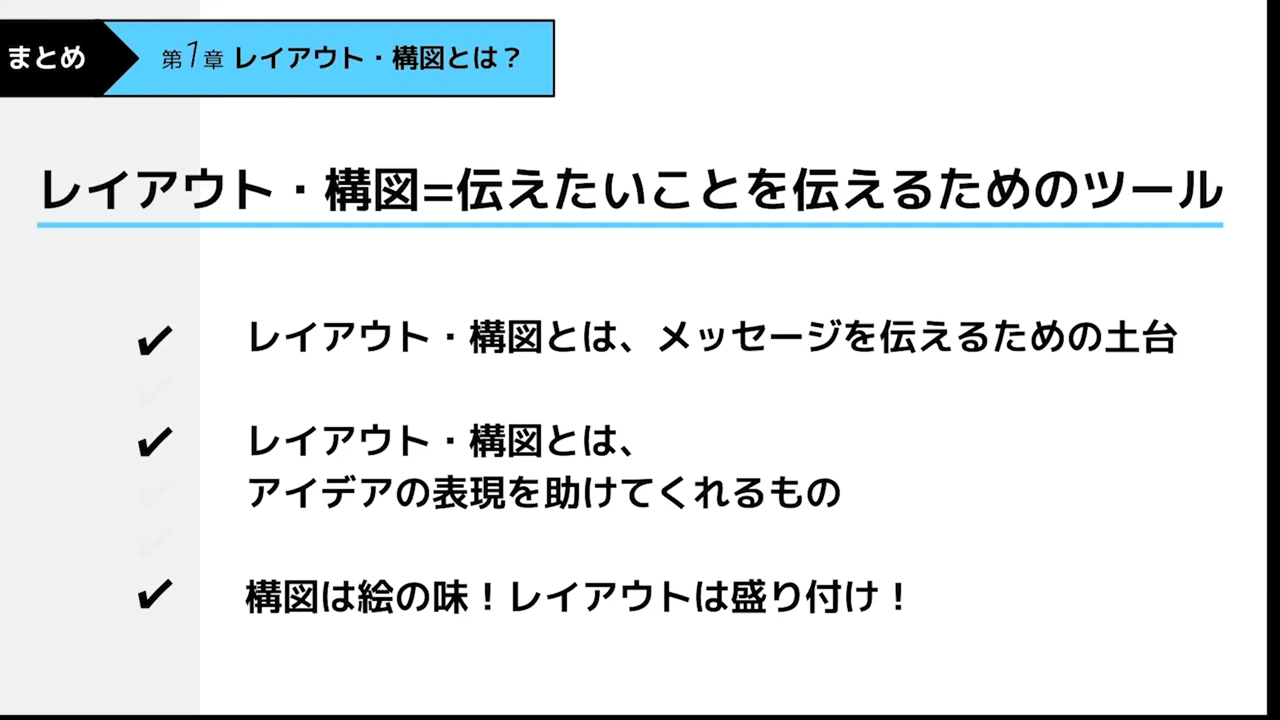 まとめ
第1章 レイアウト・構図とは？
レイアウト・構図=伝えたいことを伝えるためのツール
✔ レイアウト・構図とは、メッセージを伝えるための土台
✔ レイアウト・構図とは、
アイデアの表現を助けてくれるもの
✔ 構図は絵の味！レイアウトは盛り付け！